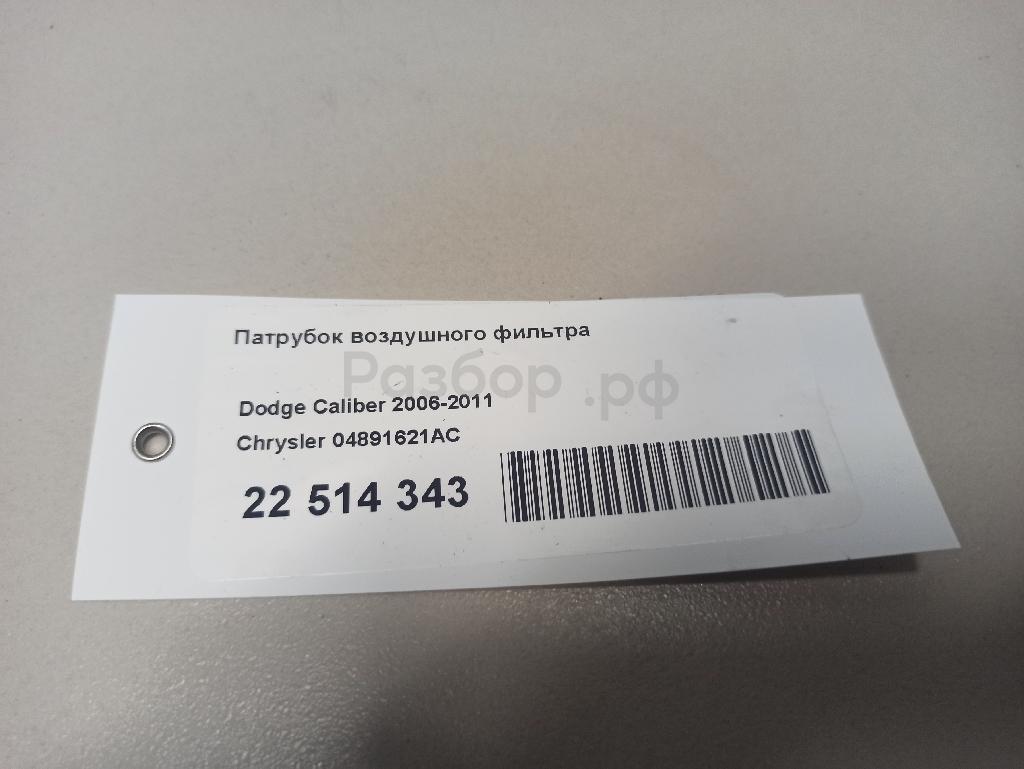 Патрубок воздушного фильтра
Разбор.рф
Dodge Caliber 2006-2011
Chrysler 04891621AC
22 514 343